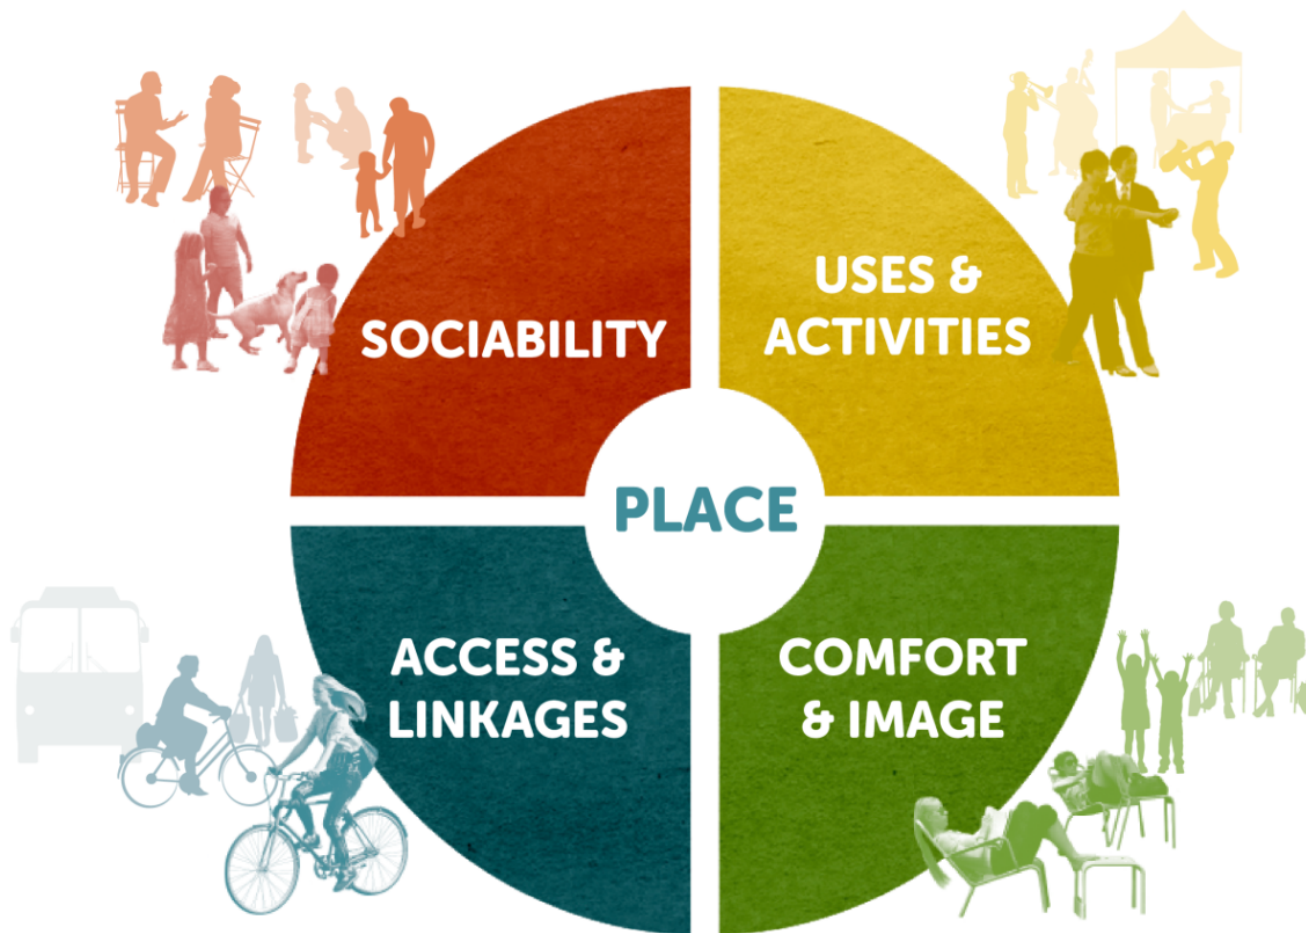 SOCIABILITY
USES &
ACTIVITIES
PLACE
ACCESS &
LINKAGES
COMFORT
& IMAGE